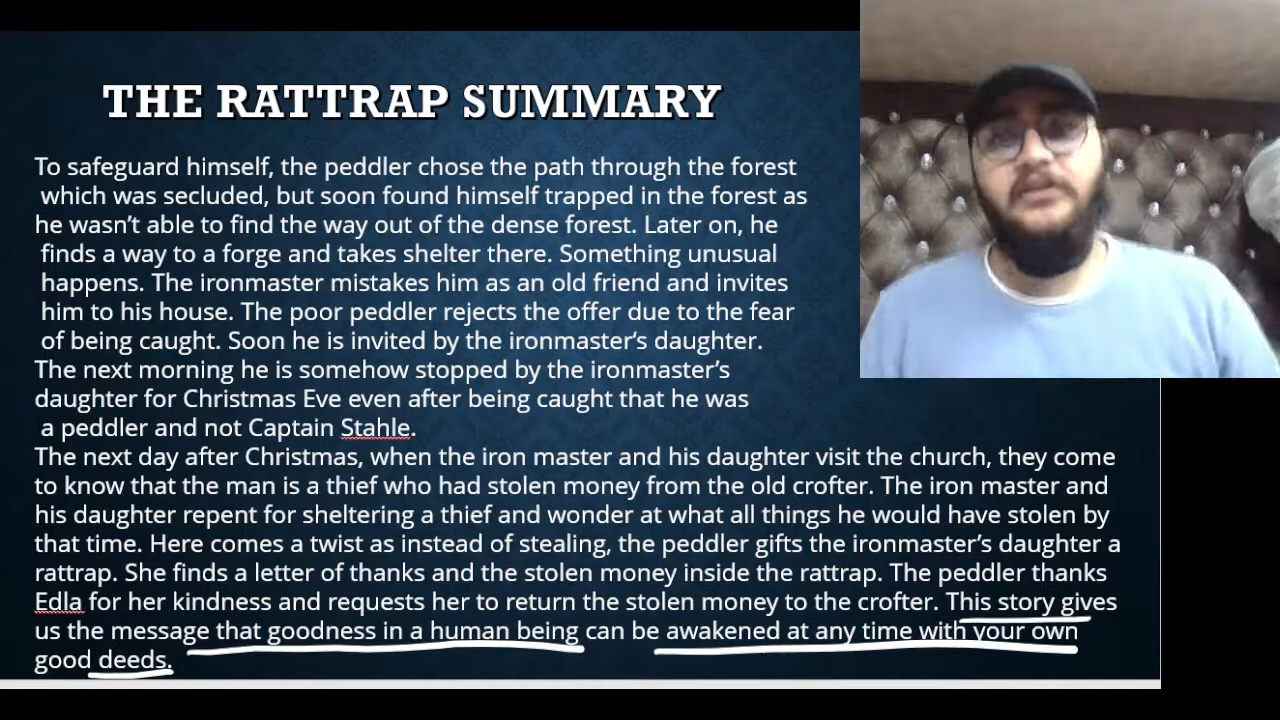 THE RATTRAP SUMMARY
To safeguard himself, the peddler chose the path through the forest
which was secluded, but soon found himself trapped in the forest as
he wasn’t able to find the way out of the dense forest. Later on, he
finds a way to a forge and takes shelter there. Something unusual
happens. The ironmaster mistakes him as an old friend and invites
him to his house. The poor peddler rejects the offer due to the fear
of being caught. Soon he is invited by the ironmaster‘s daughter.
The next morning he is somehow stopped by the ironmaster’s
daughter for Christmas Eve even after being caught that he was
a peddler and not Captain Stahle.
The next day after Christmas, when the iron master and his daughter visit the church, they come
to know that the man is a thief who had stolen money from the old crofter. The iron master and
his daughter repent for sheltering a thief and wonder at what all things he would have stolen by
that time. Here comes a twist as instead of stealing, the peddler gifts the ironmaster’s daughter a
rattrap. She finds a letter of thanks and the stolen money inside the rattrap. The peddler thanks
Edla for her kindness and requests her to return the stolen money to the crofter. This story gives
us the message that goodness in a human being can be awakened at any time with your own
good deeds.